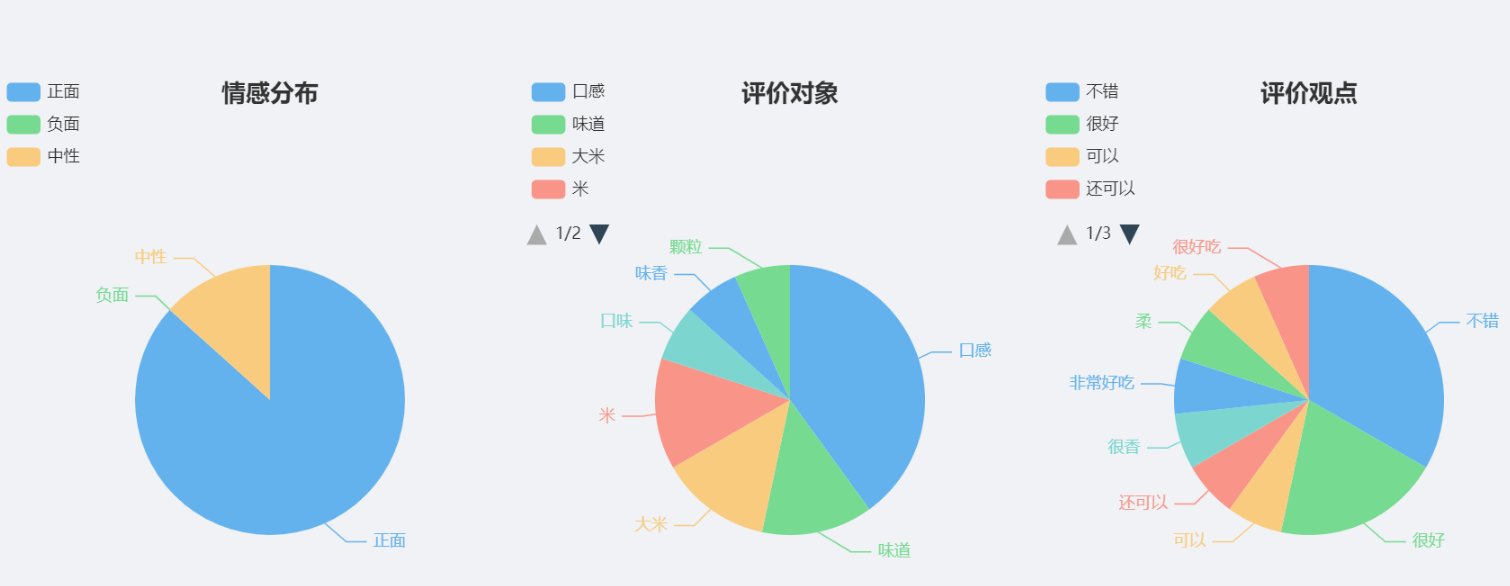 情感分布
正面
负面
中性
中性
负面
正面
评价对象
口感
味道
大米
米
1/2
颗粒
味香
口味
米
大米
口感
味道
评价观点
不错
很好
可以
还可以
1/3
很好吃
好吃
柔
非常好吃
很香
还可以
可以
不错
很好